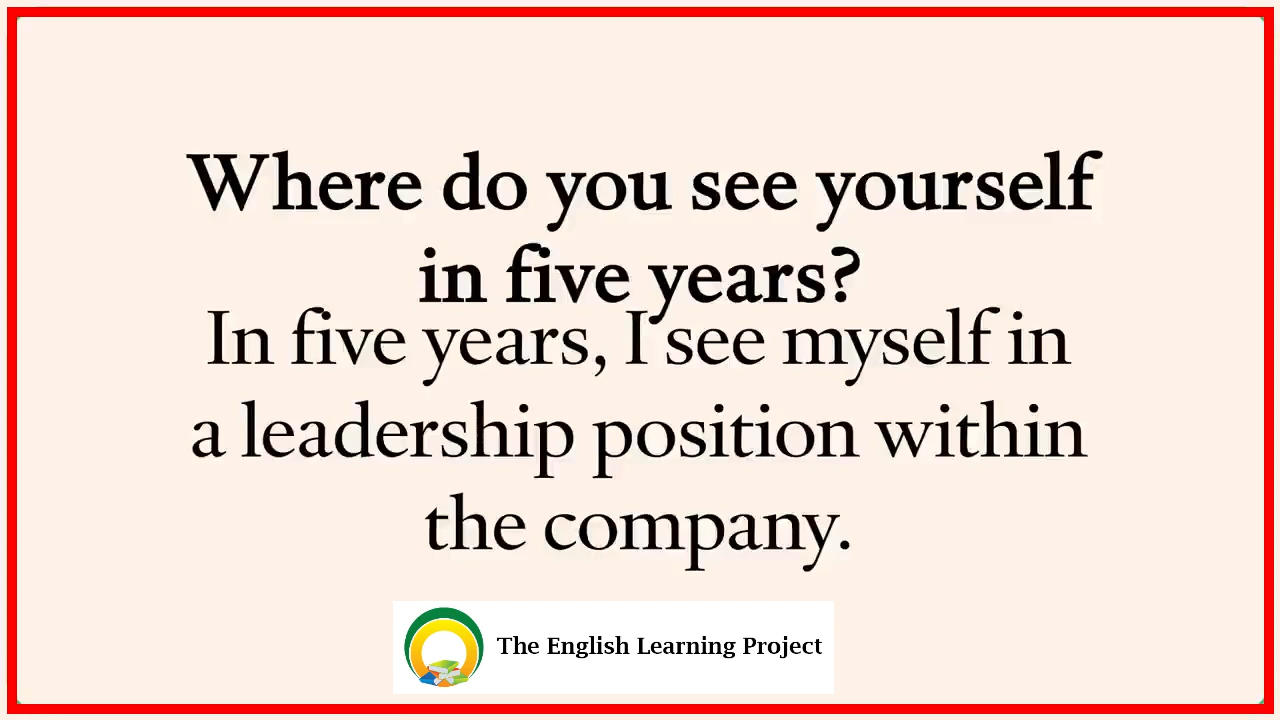 Where do you see yourself
in five years?
In five years, I see myself in
a leadership position within
the company.
The English Learning Project